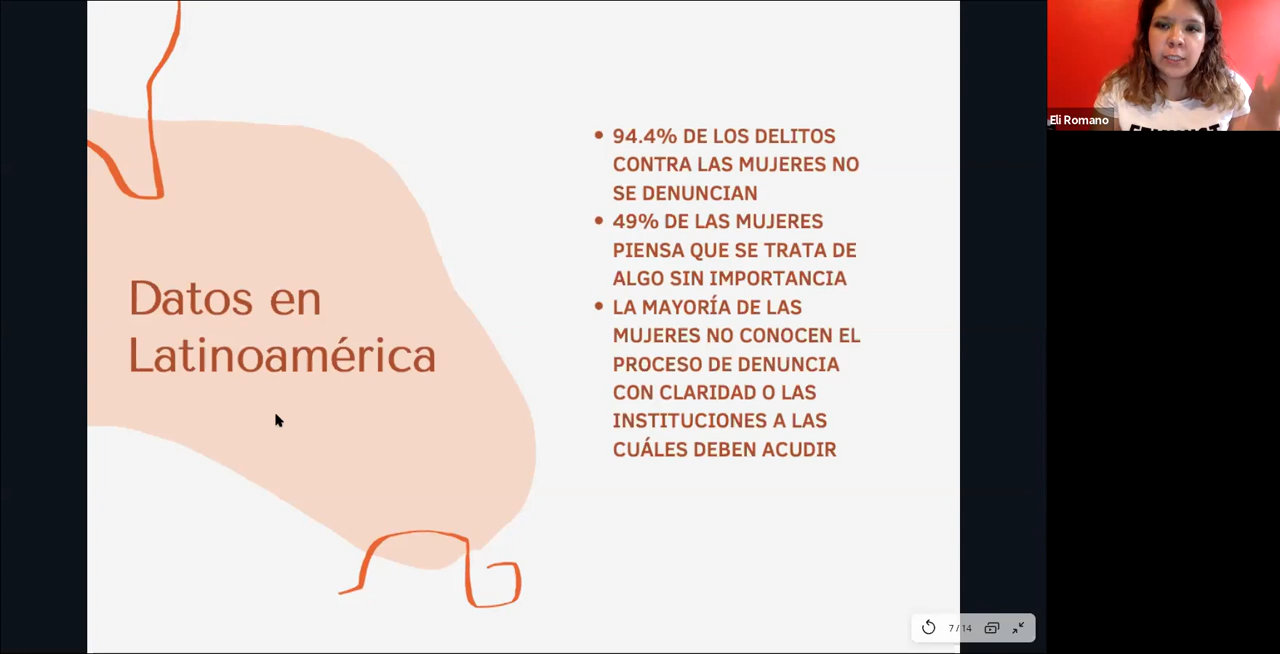 Datos en
Latinoamérica
• 94.4% DE LOS DELITOS
CONTRA LAS MUJERES NO
SE DENUNCIAN
• 49% DE LAS MUJERES
PIENSA QUE SE TRATA DE
ALGO SIN IMPORTANCIA
• LA MAYORÍA DE LAS
MUJERES NO CONOCEN EL
PROCESO DE DENUNCIA
CON CLARIDAD O LAS
INSTITUCIONES A LAS
CUÁLES DEBEN ACUDIR
Eli Romano
7 / 14